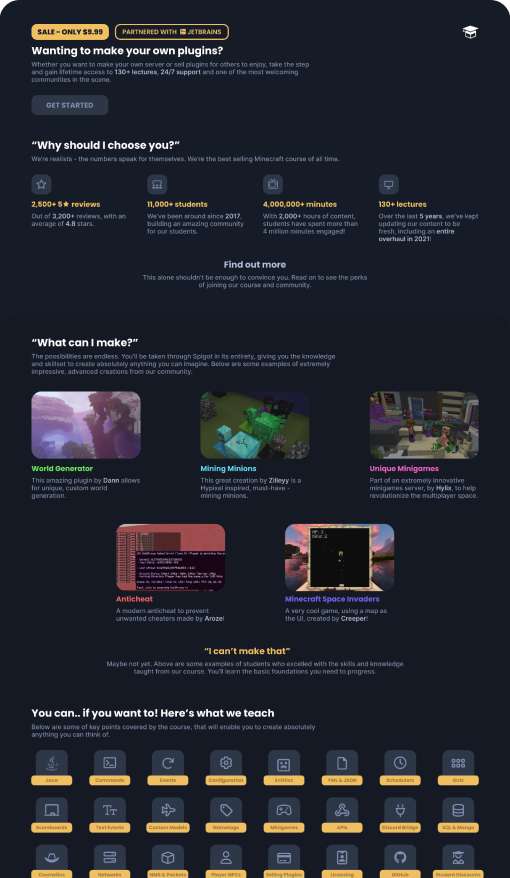 SALE - ONLY $9.99
PARTNERED WITH JETBRAINS
Wanting to make your own plugins?
Whether you want to make your own server or sell plugins for others to enjoy, take the step
and gain lifetime access to 130+ lectures, 24/7 support and one of the most welcoming
communities in the scene.
GET STARTED
“Why should I choose you?”
We're realists - the numbers speak for themselves. We're the best selling Minecraft course of all time.
2,500+ 5★ reviews
Out of 3,200+ reviews, with an
average of 4.8 stars.
11,000+ students
We've been around since 2017,
building an amazing community
for our students.
4,000,000+ minutes
With 2,000+ hours of content,
students have spent more than
4 million minutes engaged!
130+ lectures
Over the last 5 years, we've kept
updating our content to be
fresh, including an entire
overhaul in 2021!
Find out more
This alone shouldn't be enough to convince you. Read on to see the perks
of joining our course and community.
“What can I make?”
The possibilities are endless. You'll be taken through Spigot in its entirety, giving you the knowledge
and skillset to create absolutely anything you can imagine. Below are some examples of extremely
impressive, advanced creations from our community.
World Generator
This amazing plugin by Dann allows
for unique, custom world
generation.
Mining Minions
This great creation by Zilleyy is a
Hypixel inspired, must-have -
mining minions.
Unique Minigames
Part of an extremely innovative
minigames server, by Hylix, to help
revolutionize the multiplayer space.
Anticheat
A modern anticheat to prevent
unwanted cheaters made by Aroze!
Minecraft Space Invaders
A very cool game, using a map as
the UI, created by Creeper!
“I can’t make that”
Maybe not yet. Above are some examples of students who excelled with the skills and knowledge
taught from our course. You'll learn the basic foundations you need to progress.
You can.. if you want to! Here’s what we teach
Below are some of key points covered by the course, that will enable you to create absolutely
anything you can think of.
Java
Commands
Events
Configuration
Entities
YML & JSON
Schedulers
GUIs
Scoreboards
Text Events
Custom Models
Nametags
Minigames
APIs
Discord Bridge
SQL & Mongo
Cosmetics
Networks
NMS & Packets
Player NPCs
Selling Plugins
Licensing
GitHub
Student Discounts